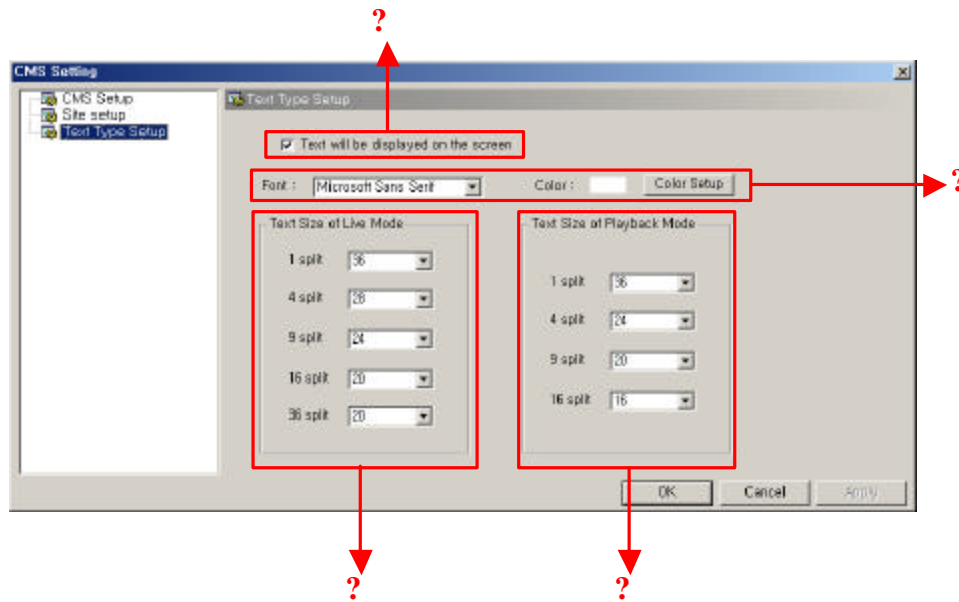 ?
CMS Setting
CMS Setup
Site setup
Text Type Setup
Text Type Setup
Text will be displayed on the screen
Font : Microsoft Sans Serif Color : Color Setup
?
Text Size of Live Mode
1 split 36
4 split 28
9 split 24
16 split 20
36 split 20
Text Size of Playback Mode
1 split 36
4 split 24
9 split 20
16 split 16
OK Cancel Apply
? ?